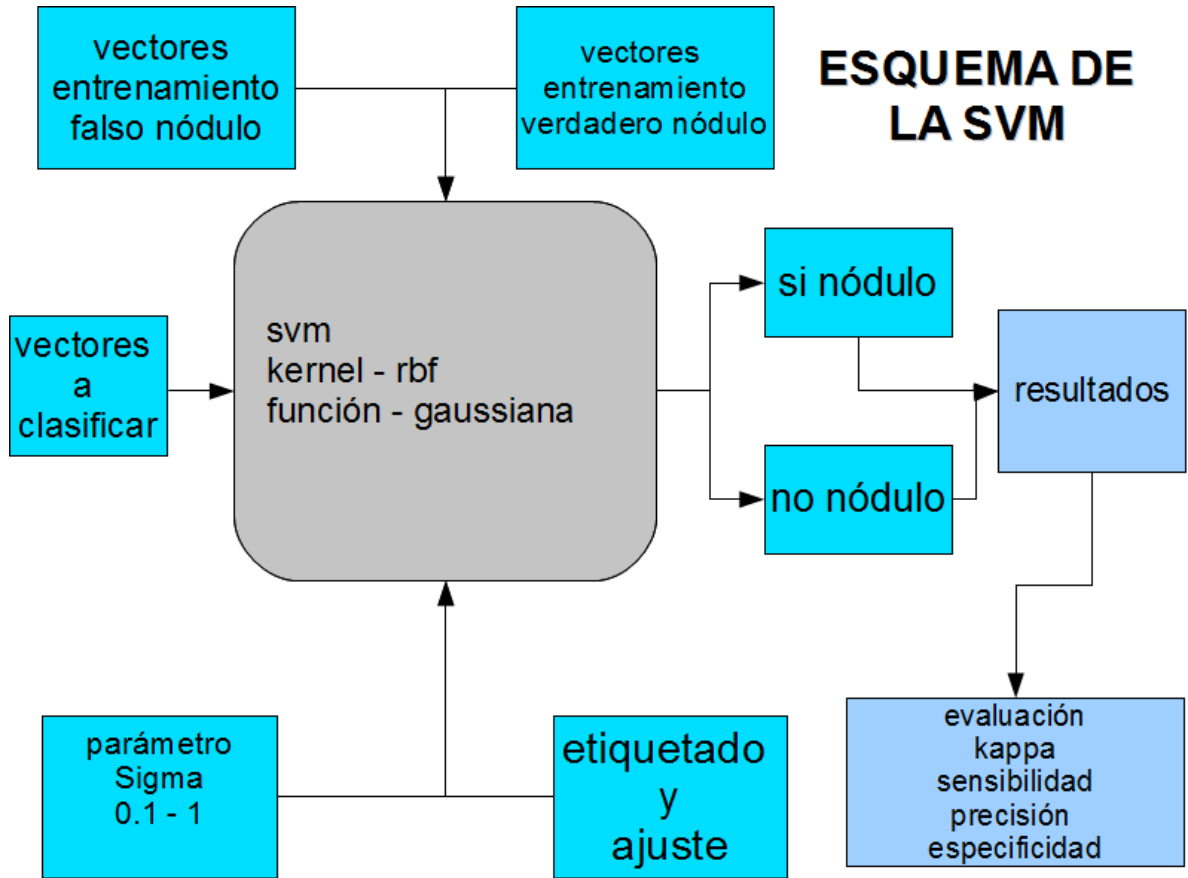 ESQUEMA DE
LA SVM
vectores
entrenamiento
falso nódulo
vectores
entrenamiento
verdadero nódulo
vectores
a
clasificar
svm
kernel - rbf
función - gaussiana
si nódulo
no nódulo
resultados
parámetro
Sigma
0.1 - 1
etiquetado
y
ajuste
evaluación
kappa
sensibilidad
precisión
especificidad